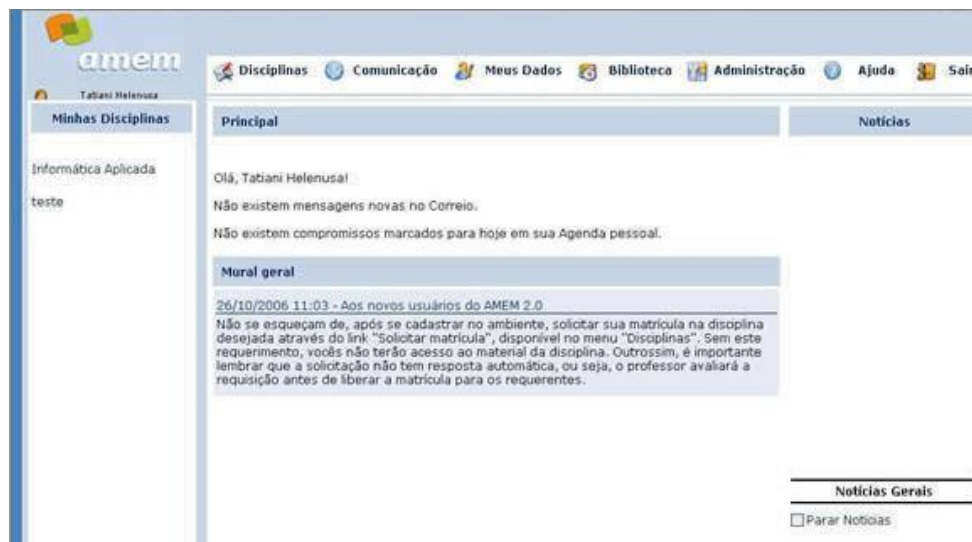 amem
Disciplinas Comunicação Meus Dados Biblioteca Administração Ajuda Sair
Tatiani Helenusa
Minhas Disciplinas
Informática Aplicada
teste
Principal
Olá, Tatiani Helenusa!
Não existem mensagens novas no Correio.
Não existem compromissos marcados para hoje em sua Agenda pessoal.
Mural geral
26/10/2006 11:03 - Aos novos usuários do AMEM 2.0
Não se esqueçam de, após se cadastrar no ambiente, solicitar sua matrícula na disciplina
desejada através do link "Solicitar matrícula", disponível no menu "Disciplinas". Sem este
requerimento, vocês não terão acesso ao material da disciplina. Outrossim, é importante
lembrar que a solicitação não tem resposta automática, ou seja, o professor avaliará a
requisição antes de liberar a matrícula para os requerentes.
Notícias
Notícias Gerais
Parar Notícias